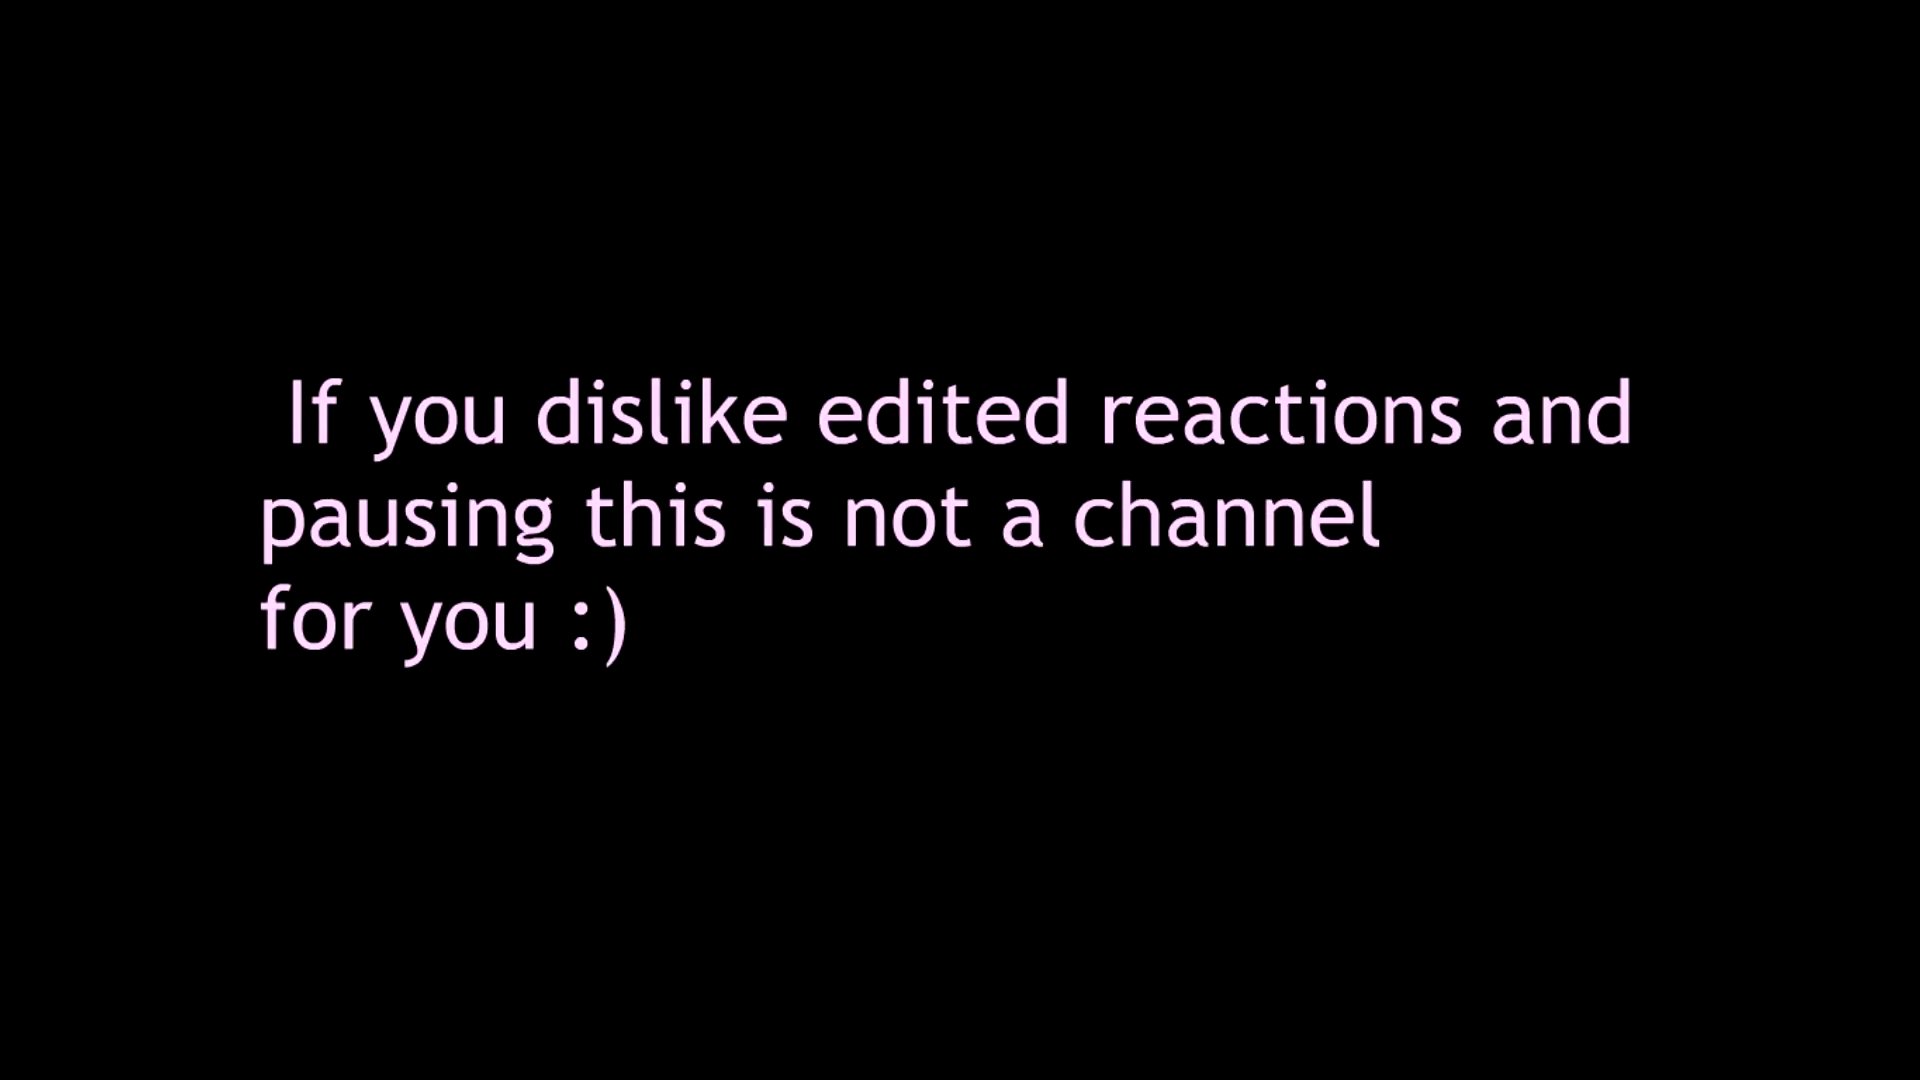 If you dislike edited reactions and
pausing this is not a channel
for you :)